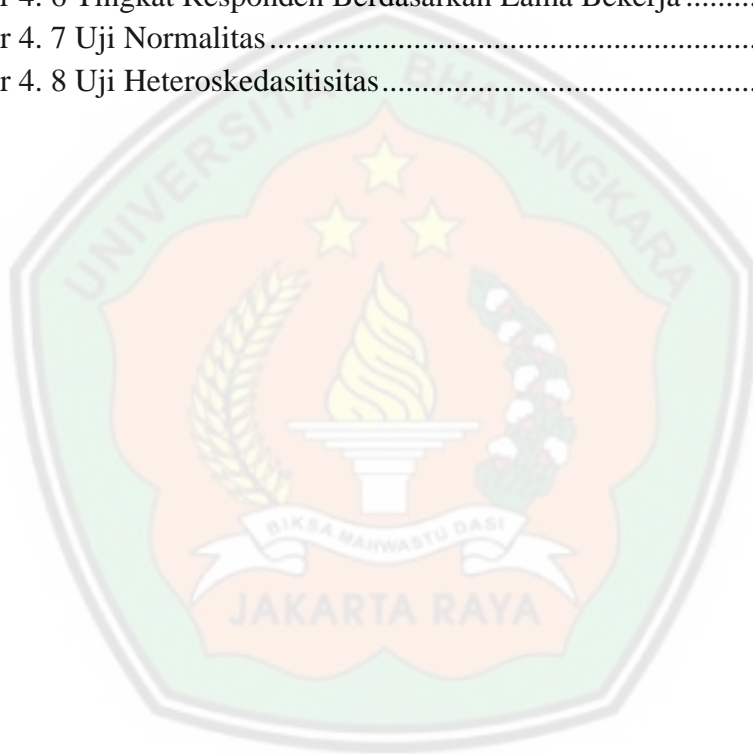 r 4. 6 Tingkat Responden Berdasarkan Lama Bekerja................
r 4. 7 Uji Normalitas................................................................
r 4. 8 Uji Heteroskedasitisitas................................................
UNIVERSITAS BHAYANGKARA
BIKSA MAHWASTU DASI
JAKARTA RAYA